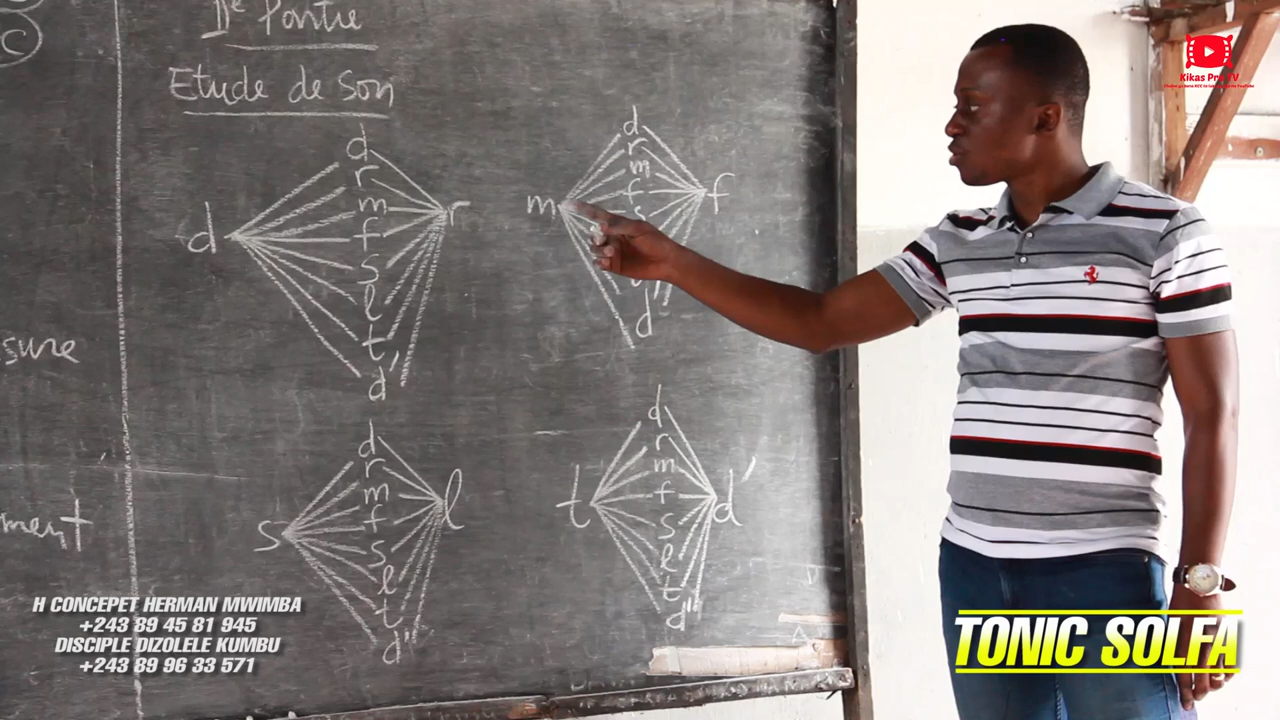 C
IIe Partie
Etude de son
d
r
m
f
s
l
t
d'
d
r
d
r
m
f
s
d'
m
f
sure
d
r
m
f
s
l
t
d'
s
l
d
r
m
f
s
l
t
d'
t
d'
ment
Kikas Pro TV
H CONCEPET HERMAN MWIMBA
+243 89 45 81 945
DISCIPLE DIZOLELE KUMBU
+243 89 96 33 571
TONIC SOLFA